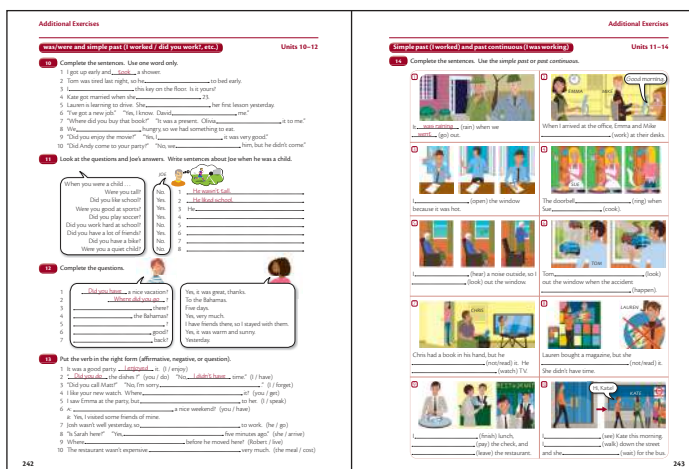 Additional Exercises
was/were and simple past (I worked / did you work?, etc.) Units 10–12
10 Complete the sentences. Use one word only.
1 I got up early and took a shower.
2 Tom was tired last night, so he to bed early.
3 I this key on the floor. Is it yours?
4 Kate got married when she 23.
5 Lauren is learning to drive. She her first lesson yesterday.
6 "I've got a new job." "Yes, I know. David me."
7 "Where did you buy that book?" "It was a present. Olivia it to me."
8 We hungry, so we had something to eat.
9 "Did you enjoy the movie?" "Yes, I it was very good."
10 "Did Andy come to your party?" "No, we him, but he didn't come."
11 Look at the questions and Joe's answers. Write sentences about Joe when he was a child.
JOE
When you were a child . . .
Were you tall? No. 1 He wasn't tall.
Did you like school? Yes. 2 He liked school.
Were you good at sports? Yes. 3 He
Did you play soccer? Yes. 4
Did you work hard at school? No. 5
Did you have a lot of friends? Yes. 6
Did you have a bike? No. 7
Were you a quiet child? No. 8
12 Complete the questions.
1 Did you have a nice vacation? Yes, it was great, thanks.
2 Where did you go ? To the Bahamas.
3 there? Five days.
4 the Bahamas? Yes, very much.
5 ? I have friends there, so I stayed with them.
6 good? Yes, it was warm and sunny.
7 back? Yesterday.
13 Put the verb in the right form (affirmative, negative, or question).
1 It was a good party. I enjoyed it. (I / enjoy)
2 " Did you do the dishes?" (you / do) "No, I didn't have time." (I / have)
3 "Did you call Matt?" "No, I'm sorry, ." (I / forget)
4 I like your new watch. Where it? (you / get)
5 I saw Emma at the party, but to her. (I / speak)
6 A: a nice weekend? (you / have)
B: Yes, I visited some friends of mine.
7 Josh wasn't well yesterday, so to work. (he / go)
8 "Is Sarah here?" "Yes, five minutes ago." (she / arrive)
9 Where before he moved here? (Robert / live)
10 The restaurant wasn't expensive. very much. (the meal / cost)
242
Additional Exercises
Simple past (I worked) and past continuous (I was working) Units 11–14
14 Complete the sentences. Use the simple past or past continuous.
EMMA MIKE Good morning.
It was raining (rain) when we
went (go) out.
When I arrived at the office, Emma and Mike
(work) at their desks.
SUE SUE
I (open) the window
because it was hot.
The doorbell (ring) when
Sue (cook).
TOM
I (hear) a noise outside, so I
(look) out the window.
Tom (look)
out the window when the accident
(happen).
CHRIS LAUREN
Chris had a book in his hand, but he
(not/read) it. He
(watch) TV.
Lauren bought a magazine, but she
(not/read) it.
She didn't have time.
RESTAURANT
Hi, Kate! KATE
I (finish) lunch,
(pay) the check, and
(leave) the restaurant.
I (see) Kate this morning.
I (walk) down the street
and she (wait) for the bus.
243